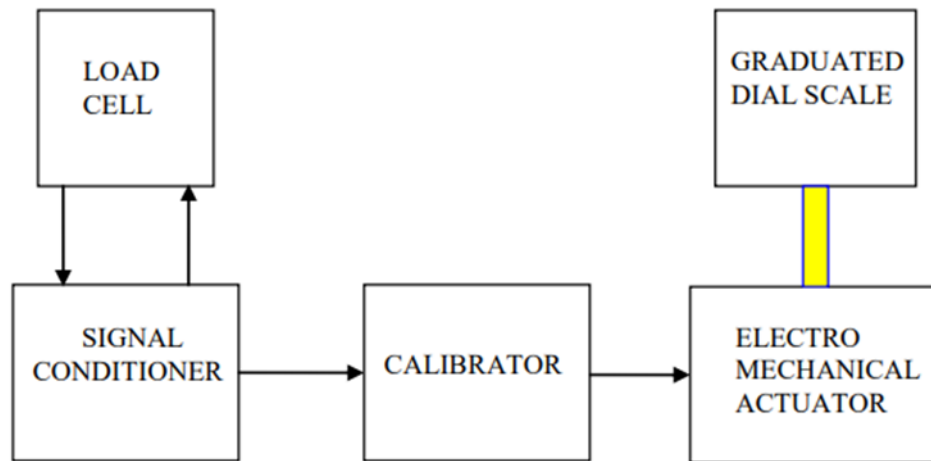 LOAD
CELL
GRADUATED
DIAL SCALE
SIGNAL
CONDITIONER
CALIBRATOR
ELECTRO
MECHANICAL
ACTUATOR